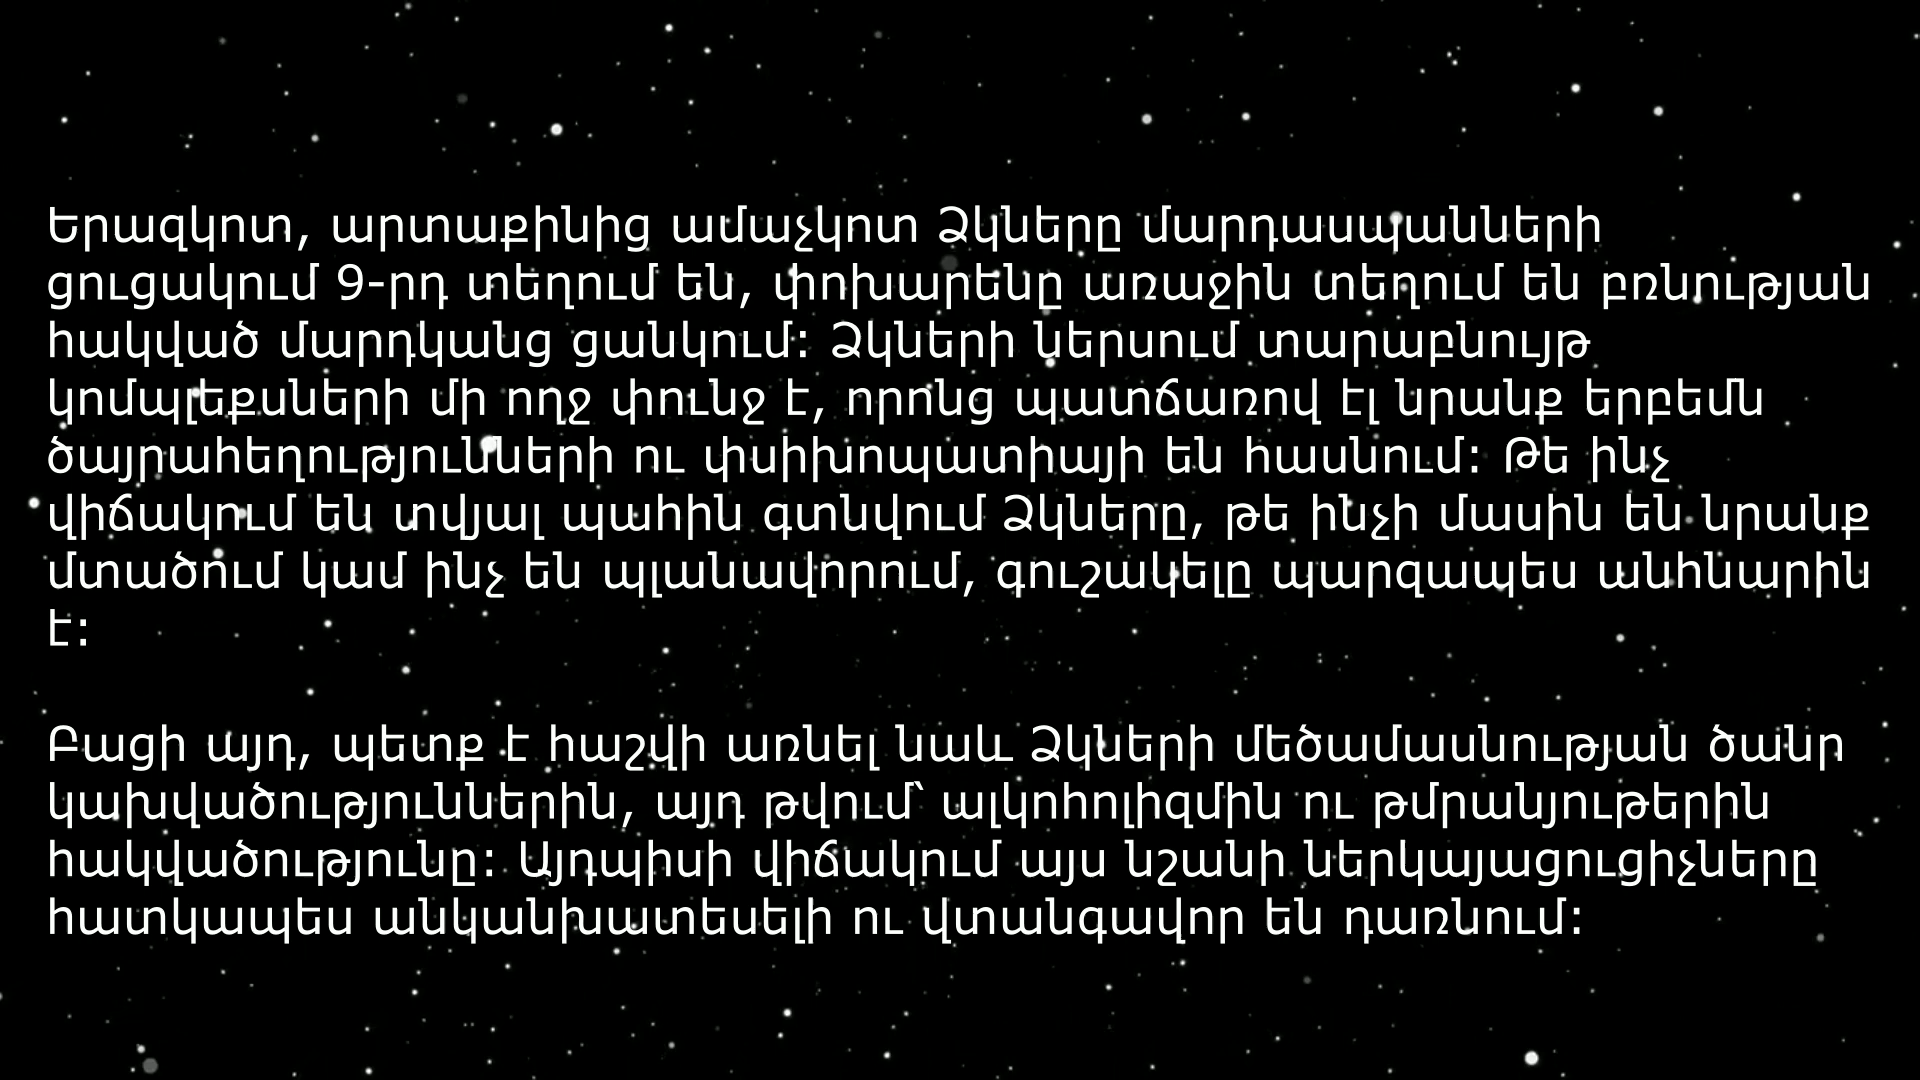 Երազկոտ, արտաքինից ամաչկոտ Ձկները մարդասպանների
ցուցակում 9-րդ տեղում են, փոխարենը առաջին տեղում են բռնության
հակված մարդկանց ցանկում: Ձկների ներսում տարաբնույթ
կոմպլեքսների մի ողջ փունջ է, որոնց պատճառով էլ նրանք երբեմն
ծայրահեղությունների ու փսիխոպատիայի են հասնում: Թե ինչ
վիճակում են տվյալ պահին գտնվում Ձկները, թե ինչի մասին են նրանք
մտածում կամ ինչ են պլանավորում, գուշակելը պարզապես անհնարին
է:
Բացի այդ, պետք է հաշվի առնել նաև Ձկների մեծամասնության ծանր
կախվածություններին, այդ թվում՝ ալկոհոլիզմին ու թմրանյութերին
հակվածությունը: Այդպիսի վիճակում այս նշանի ներկայացուցիչները
հատկապես անկանխատեսելի ու վտանգավոր են դառնում: